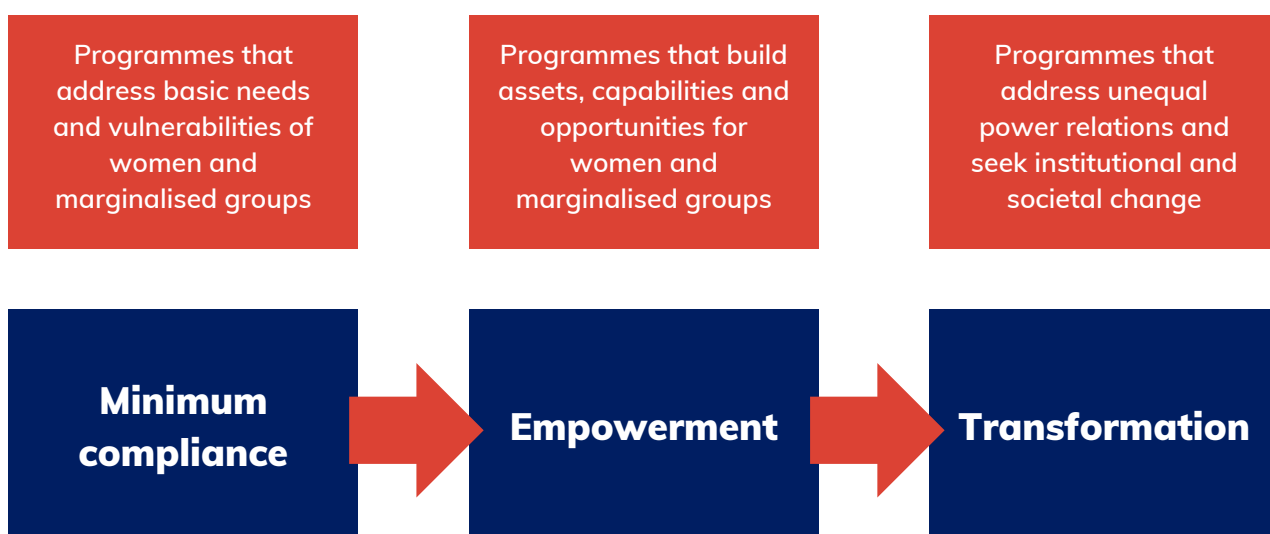 Programmes that
address basic needs
and vulnerabilities of
women and
marginalised groups
Programmes that build
assets, capabilities and
opportunities for
women and
marginalised groups
Programmes that
address unequal
power relations and
seek institutional and
societal change
Minimum
compliance
Empowerment
Transformation